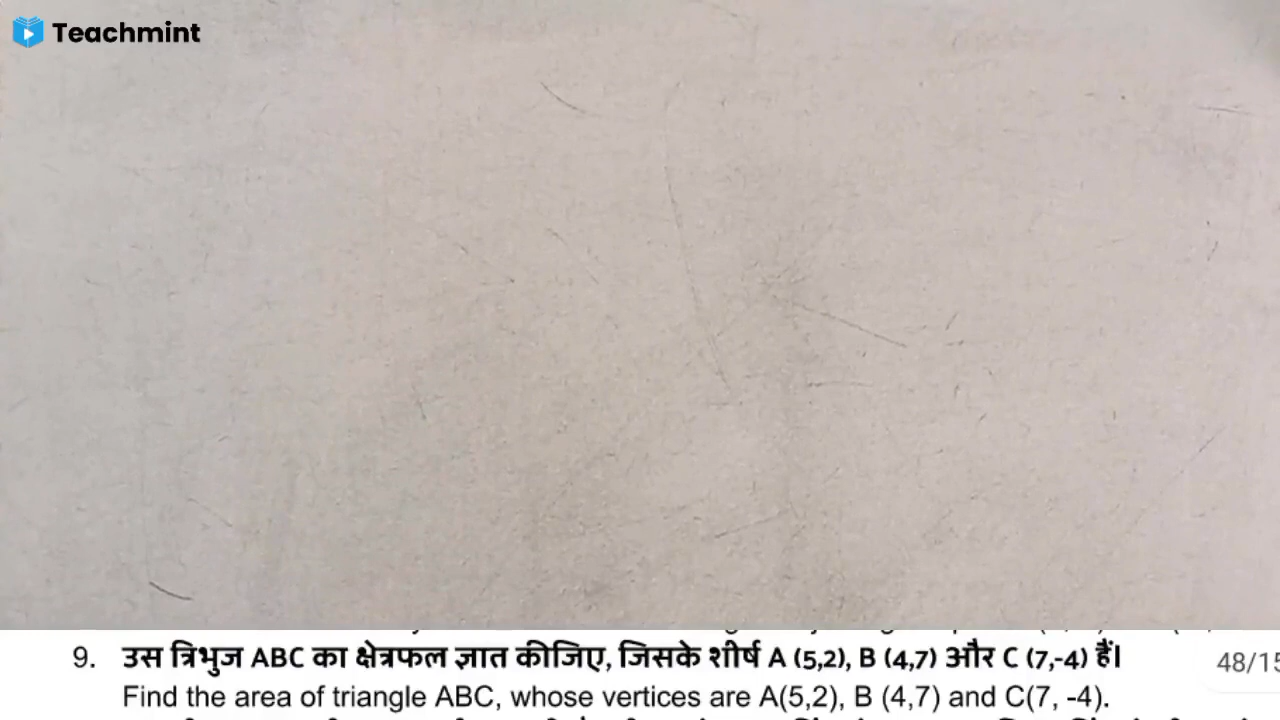 Teachmint
9. उस त्रिभुज ABC का क्षेत्रफल ज्ञात कीजिए, जिसके शीर्ष A (5,2), B (4,7) और C (7,-4) हैं।
48/15
Find the area of triangle ABC, whose vertices are A(5,2), B (4,7) and C(7, -4).